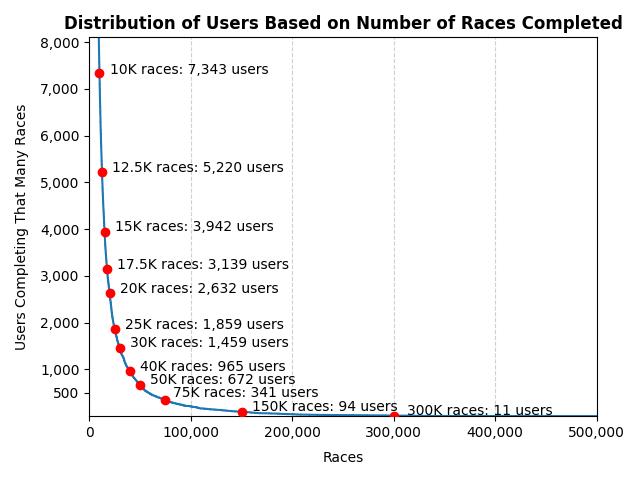 Distribution of Users Based on Number of Races Completed
8,000
7,000
6,000
5,000
4,000
3,000
2,000
1,000
500
Users Completing That Many Races
10K races: 7,343 users
12.5K races: 5,220 users
15K races: 3,942 users
17.5K races: 3,139 users
20K races: 2,632 users
25K races: 1,859 users
30K races: 1,459 users
40K races: 965 users
50K races: 672 users
75K races: 341 users
150K races: 94 users
300K races: 11 users
0
100,000
200,000
300,000
400,000
500,000
Races